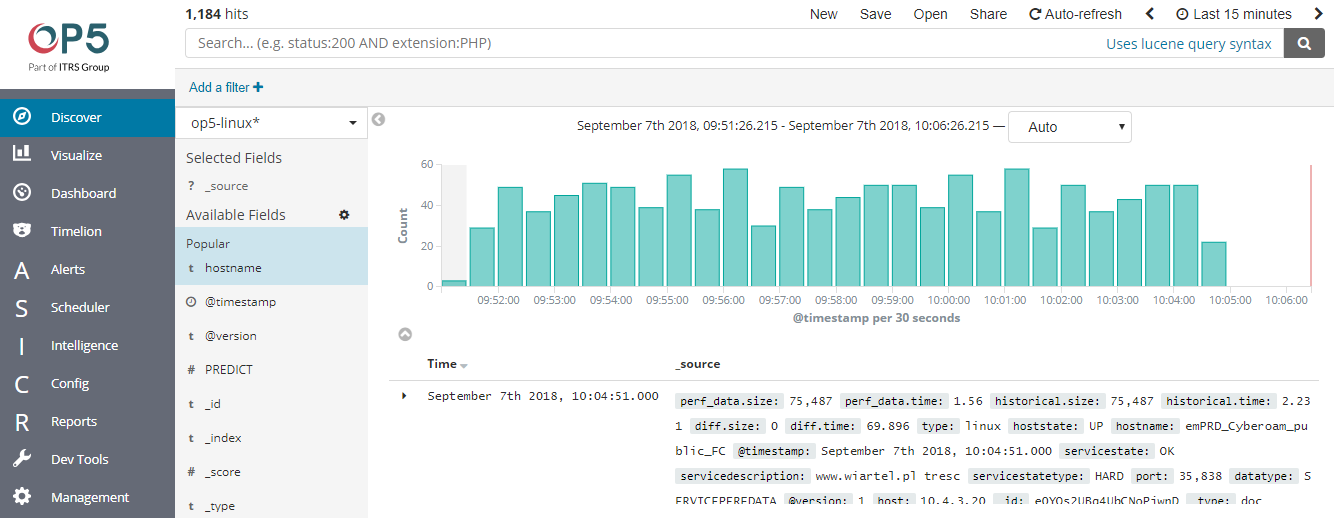 OP5
Part of ITRS Group
Discover
Visualize
Dashboard
Timelion
A Alerts
S Scheduler
I Intelligence
C Config
R Reports
Dev Tools
Management
1,184 hits
New Save Open Share Auto-refresh Last 15 minutes
Search... (e.g. status:200 AND extension:PHP) Uses lucene query syntax
Add a filter +
op5-linux*
Selected Fields
? _source
Available Fields
Popular
t hostname
@timestamp
t @version
# PREDICT
t _id
t _index
# _score
t _type
September 7th 2018, 09:51:26.215 - September 7th 2018, 10:06:26.215 — Auto
Count
60
40
20
0
09:52:00 09:53:00 09:54:00 09:55:00 09:56:00 09:57:00 09:58:00 09:59:00 10:00:00 10:01:00 10:02:00 10:03:00 10:04:00 10:05:00 10:06:00
@timestamp per 30 seconds
Time _source
September 7th 2018, 10:04:51.000
perf_data.size: 75,487 perf_data.time: 1.56 historical.size: 75,487 historical.time: 2.23
1 diff.size: 0 diff.time: 69.896 type: linux hoststate: UP hostname: emPRD_Cyberoam_pu
blic_FC @timestamp: September 7th 2018, 10:04:51.000 servicestate: OK
servicedescription: www.wiartel.pl tresc servicestatetype: HARD port: 35,838 datatype: S
ERVICEPERFDATA @version: 1 host: 10.4.3.20 _id: _type: doc